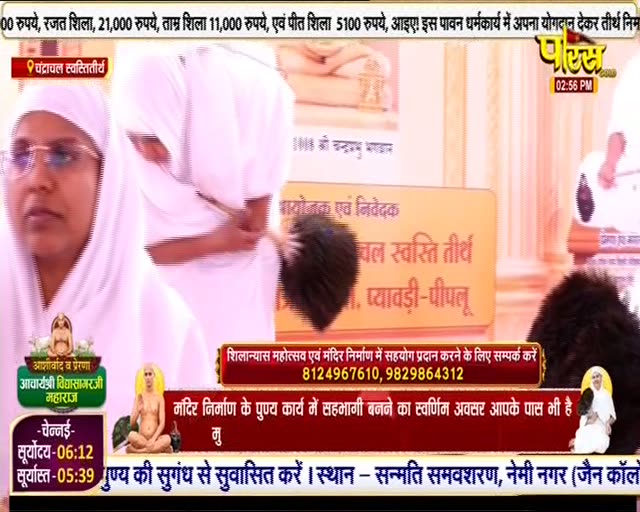 00 रुपये, रजत शिला, 21,000 रुपये, ताम्र शिला 11,000 रुपये, एवं पीत शिला 5100 रुपये, आइए! इस पावन धर्मकार्य में अपना योगदान देकर तीर्थ निम
चंद्राचल स्वस्तितीर्थ
पारस
02:56 PM
1008 श्री चन्द्रप्रभु भगवान
आयोजक एवं निवेदक
चल स्वस्ति तीर्थ
प्यावड़ी-पीपलू
शिलान्यास महोत्सव एवं मंदिर निर्माण में सहयोग प्रदान करने के लिए सम्पर्क करें
8124967610, 9829864312
आशीर्वाद व प्रेरणा
आचार्यश्री विद्यासागरजी
महाराज
मंदिर निर्माण के पुण्य कार्य में सहभागी बनने का स्वर्णिम अवसर आपके पास भी है
मु
-चेन्नई-
सूर्योदय-06:12
सूर्यास्त-05:39
पुण्य की सुगंध से सुवासित करें । स्थान – सन्मति समवशरण, नेमी नगर (जैन कॉलो